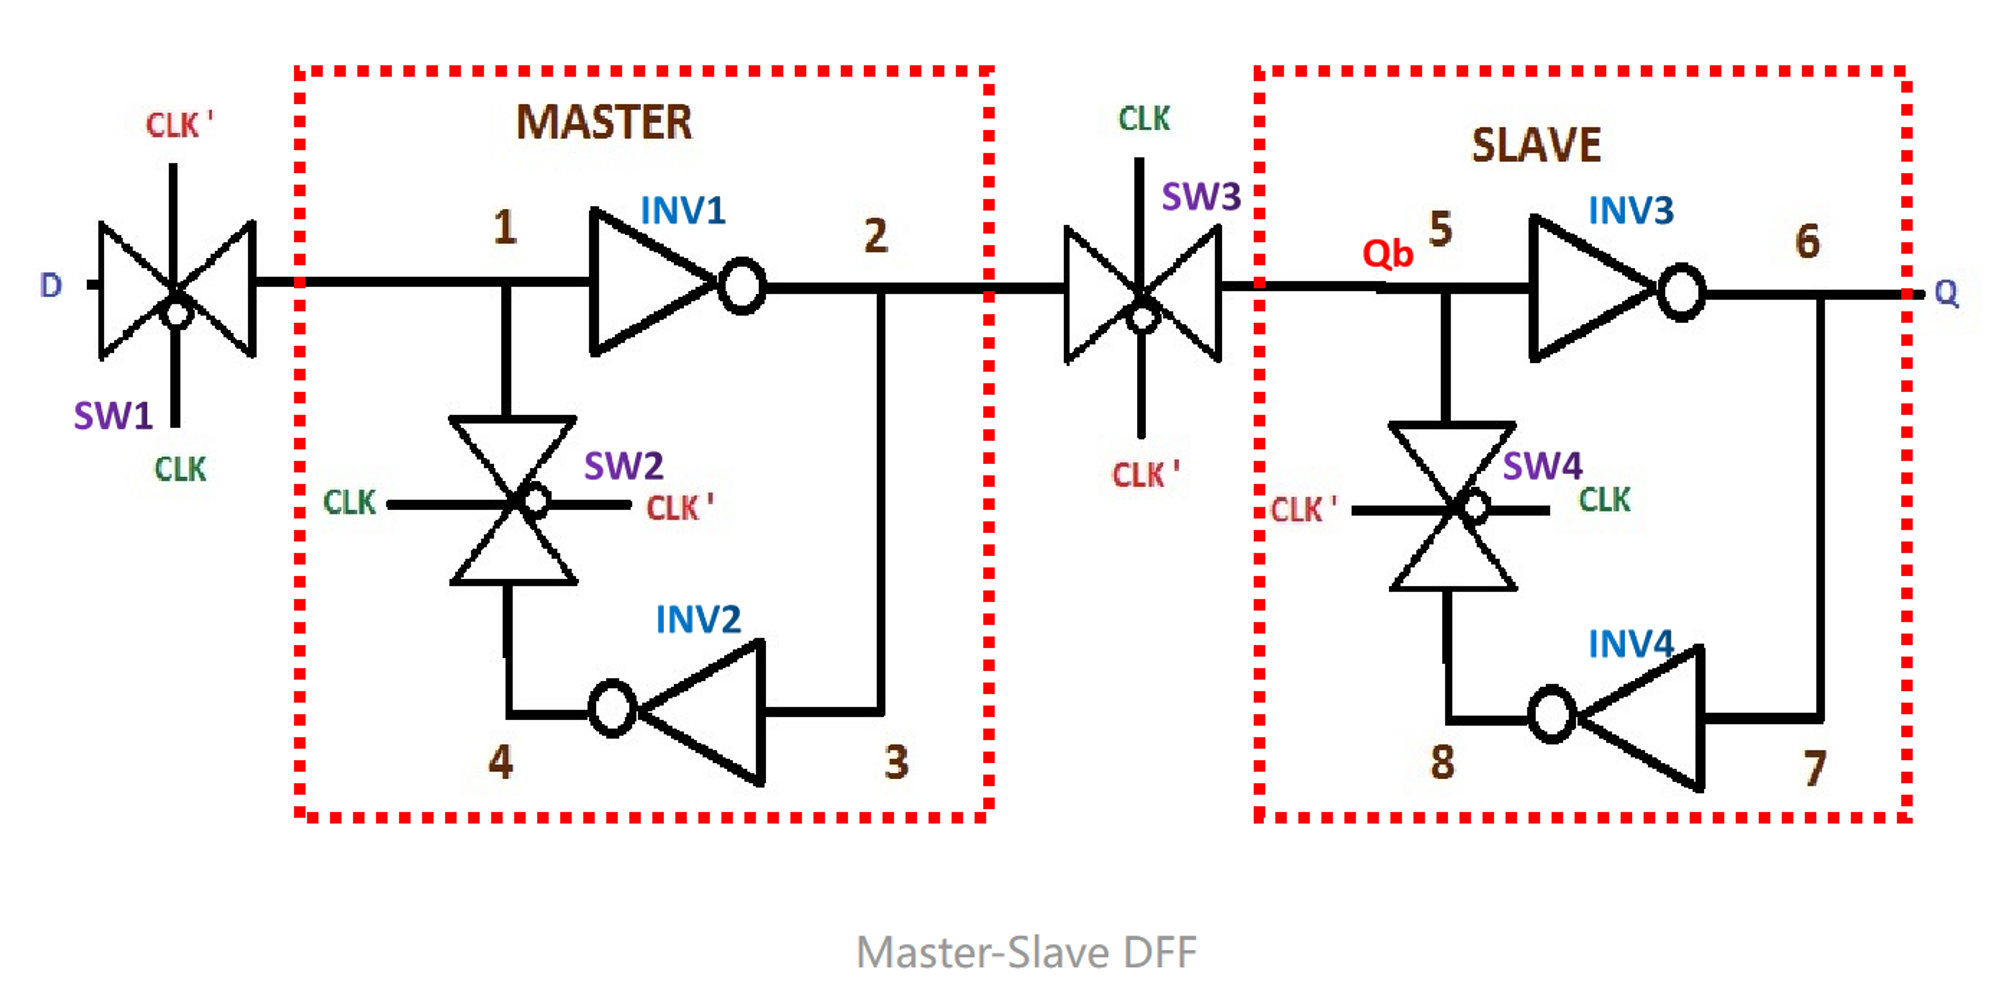 MASTER
SLAVE
CLK '
CLK
SW3
INV1
INV3
1
2
Qb
5
6
D
Q
SW1
CLK
CLK
SW2
CLK '
CLK '
CLK '
SW4
CLK
INV2
INV4
4
3
8
7
Master-Slave DFF